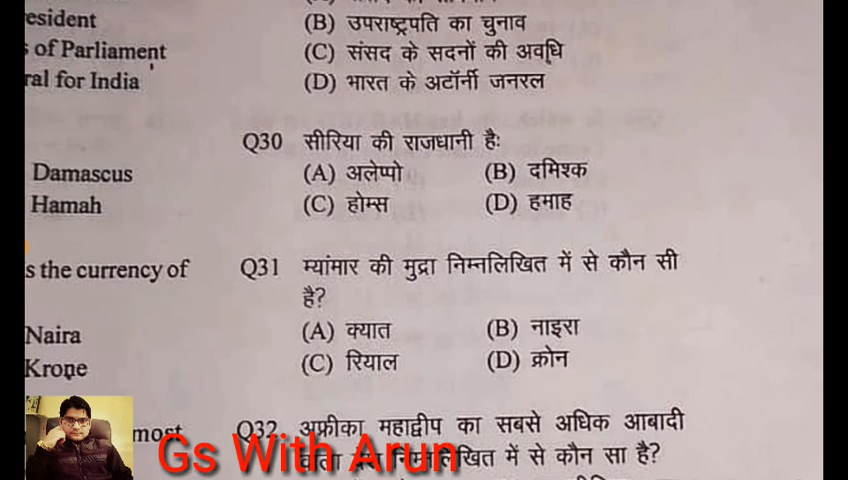 esident
(B) उपराष्ट्रपति का चुनाव
of Parliament
(C) संसद के सदनों की अवधि
ral for India
(D) भारत के अटॉर्नी जनरल
Q30 सीरिया की राजधानी हैः
Damascus
(A) अलेप्पो (B) दमिश्क
Hamah
(C) होम्स (D) हमाह
s the currency of
Q31 म्यांमार की मुद्रा निम्नलिखित में से कौन सी
है?
Naira
(A) क्यात (B) नाइरा
Krone
(C) रियाल (D) क्रोन
most
Q32 अफ्रीका महाद्वीप का सबसे अधिक आबादी
वाला देश निम्नलिखित में से कौन सा है?
Gs With Arun